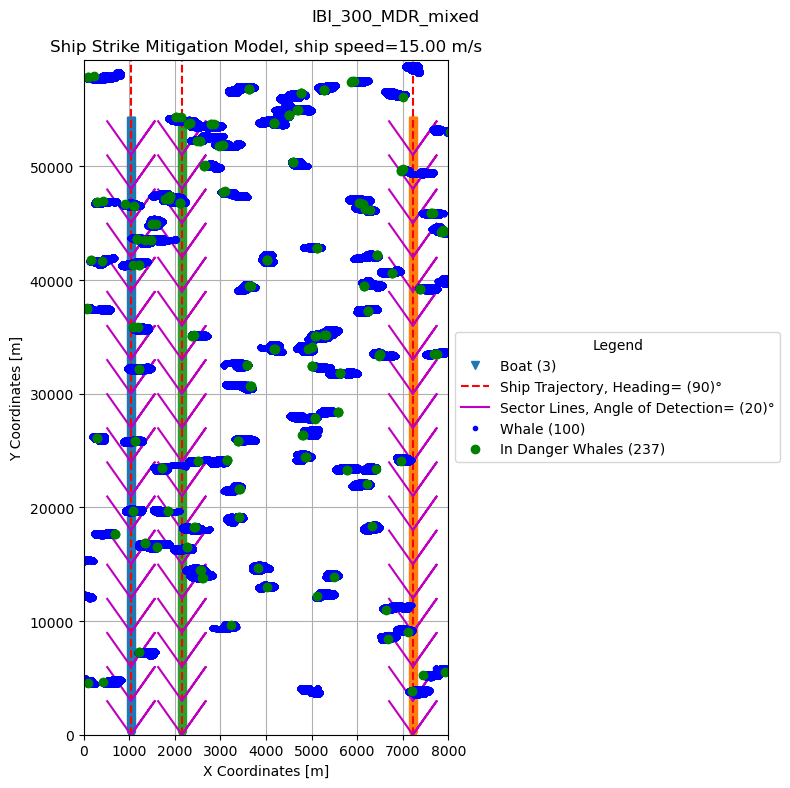 IBI_300_MDR_mixed
Ship Strike Mitigation Model, ship speed=15.00 m/s
Y Coordinates [m]
50000
40000
30000
20000
10000
0
0 1000 2000 3000 4000 5000 6000 7000 8000
X Coordinates [m]
Legend
Boat (3)
Ship Trajectory, Heading= (90)°
Sector Lines, Angle of Detection= (20)°
Whale (100)
In Danger Whales (237)